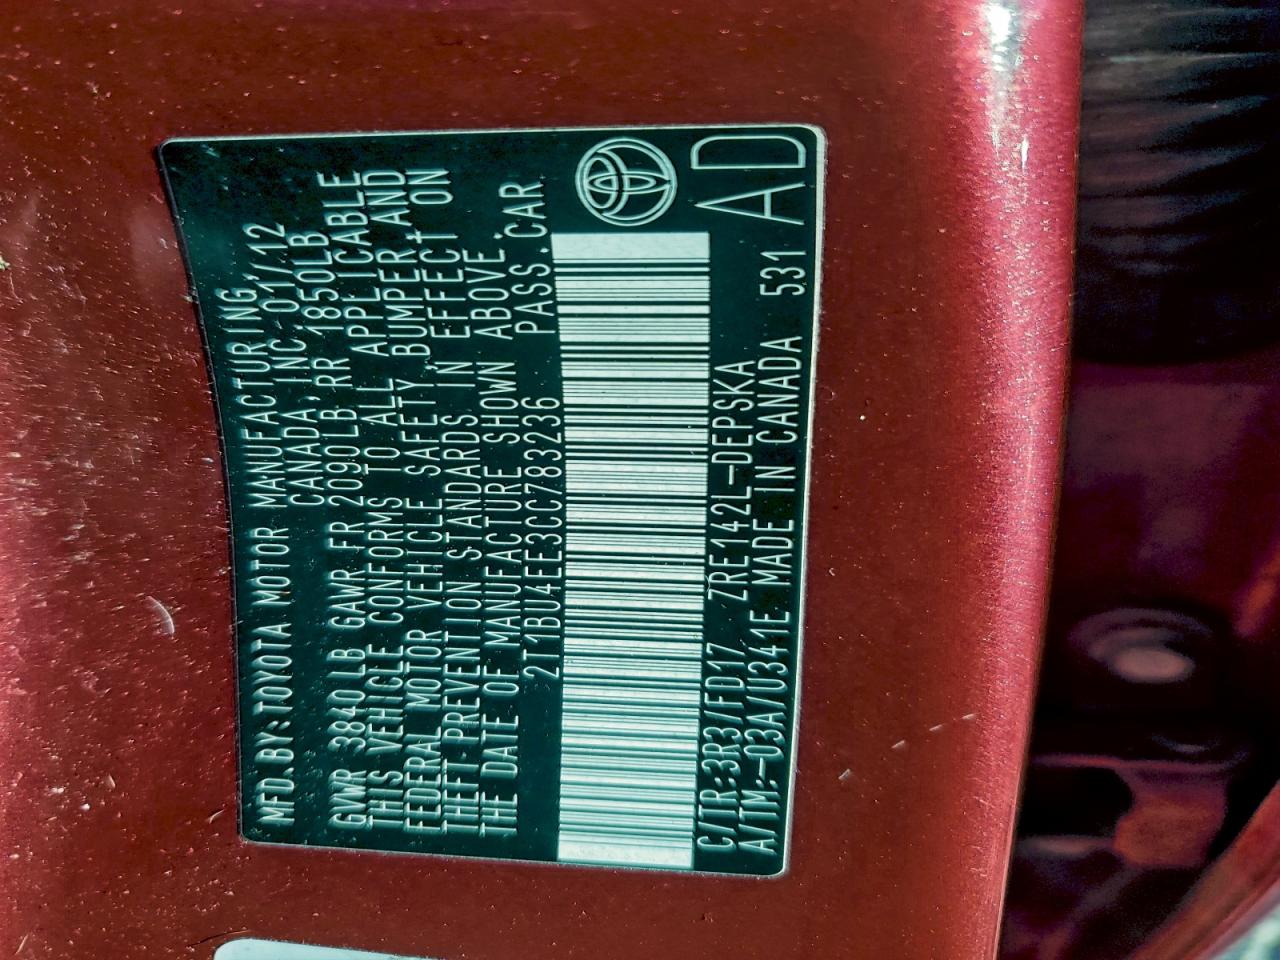 MFD.BY:TOYOTA MOTOR MANUFACTURING,
CANADA, INC 01/12
GVWR 3840 LB GAWR FR 2090LB RR 1850LB
THIS VEHICLE CONFORMS TO ALL APPLICABLE
FEDERAL MOTOR VEHICLE SAFETY BUMPER AND
THEFT PREVENTION STANDARDS IN EFFECT ON
THE DATE OF MANUFACTURE SHOWN ABOVE.
2T1BU4EE3CC783236 PASS.CAR
C/TR:3R3/FD17 ZRE142L-DEPSKA
A/TM:-03A/U341E MADE IN CANADA 531
AD